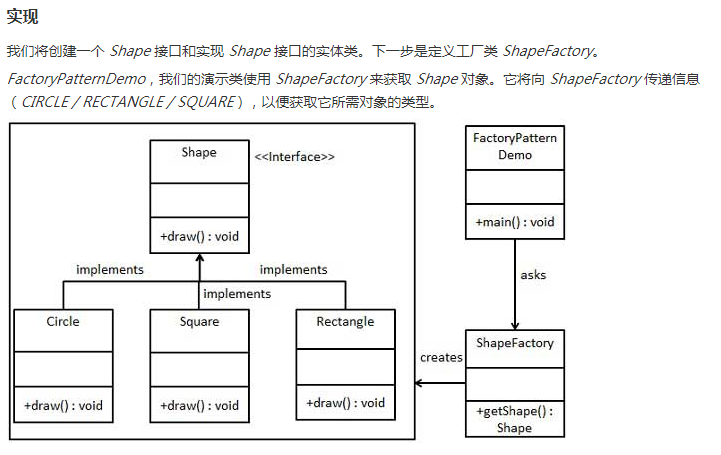 实现
我们将创建一个 Shape 接口和实现 Shape 接口的实体类。下一步是定义工厂类 ShapeFactory。
FactoryPatternDemo，我们的演示类使用 ShapeFactory 来获取 Shape 对象。它将向 ShapeFactory 传递信息
（CIRCLE / RECTANGLE / SQUARE），以便获取它所需对象的类型。
Shape
<<Interface>>
+draw() : void
implements
implements
implements
Circle
+draw() : void
Square
+draw() : void
Rectangle
+draw() : void
FactoryPattern
Demo
+main() : void
asks
ShapeFactory
creates
+getShape() :
Shape